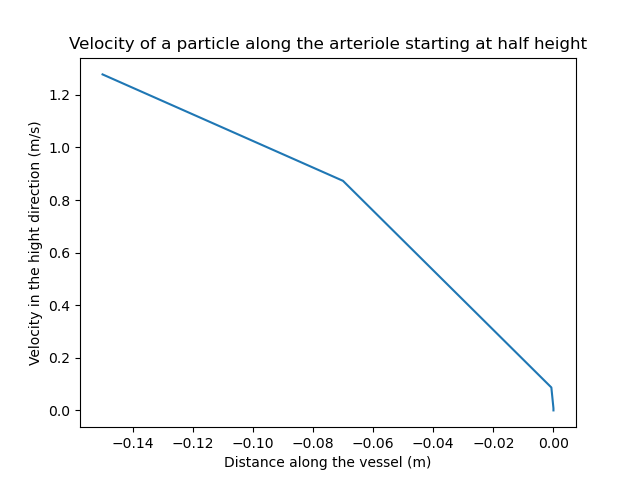 Velocity of a particle along the arteriole starting at half height
Velocity in the hight direction (m/s)
1.2
1.0
0.8
0.6
0.4
0.2
0.0
−0.14 −0.12 −0.10 −0.08 −0.06 −0.04 −0.02 0.00
Distance along the vessel (m)